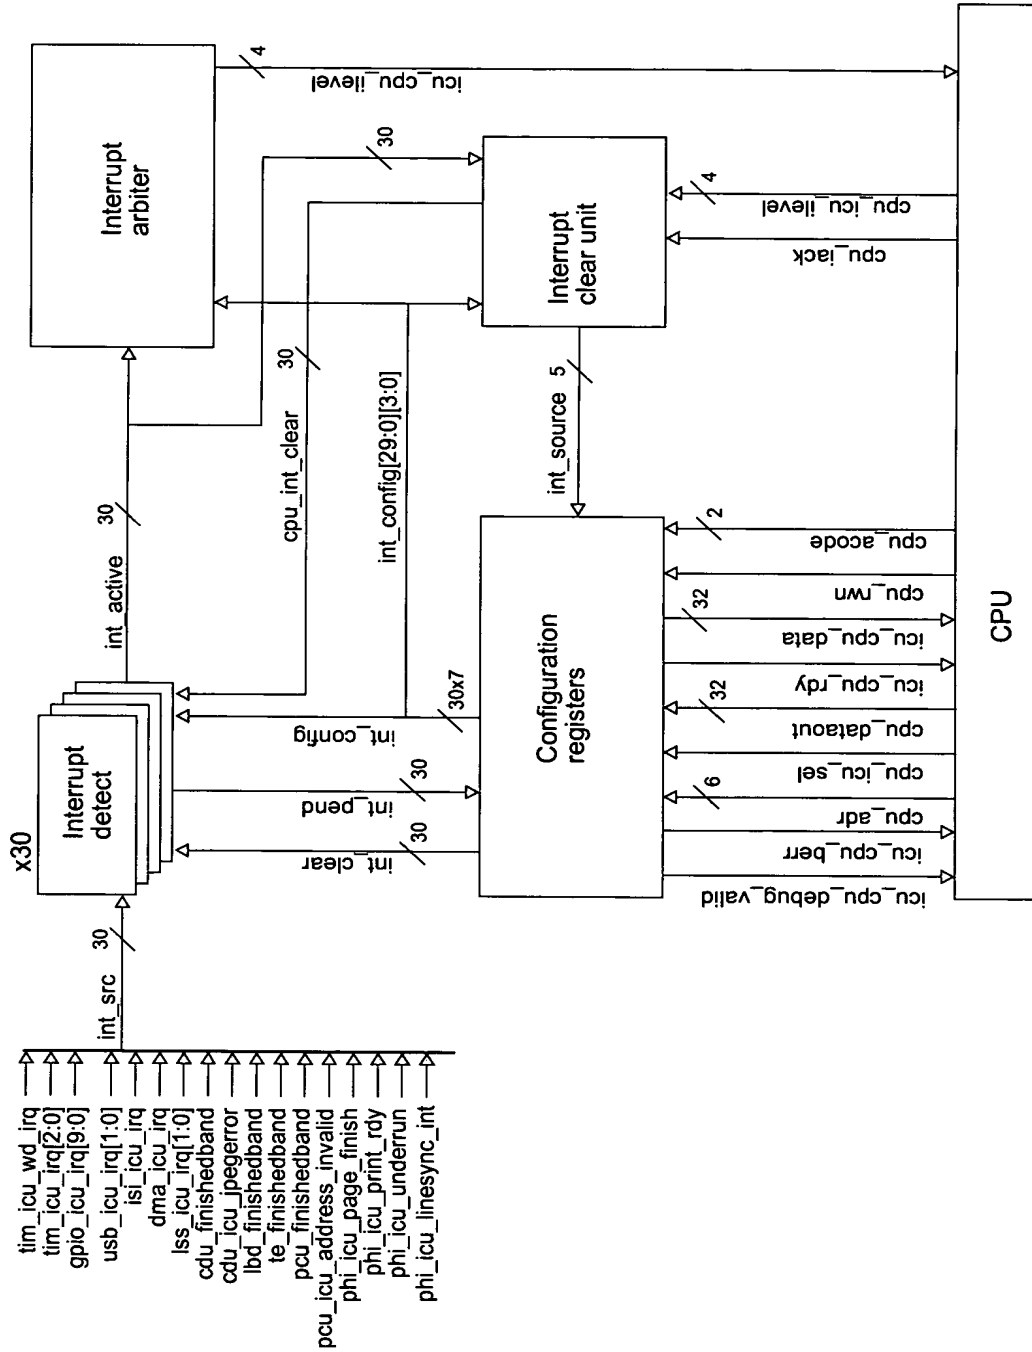 tim_icu_wd_irq
tim_icu_irq[2:0]
gpio_icu_irq[9:0]
usb_icu_irq[1:0]
isi_icu_irq
dma_icu_irq
lss_icu_irq[1:0]
cdu_finishedband
cdu_icu_jpegerror
lbd_finishedband
te_finishedband
pcu_finishedband
pcu_icu_address_invalid
phi_icu_page_finish
phi_icu_print_rdy
phi_icu_underrun
phi_icu_linesync_int
int_src
30
x30
Interrupt
detect
int_active
30
Interrupt
arbiter
4
icu_cpu_ilevel
30
cpu_int_clear
30
int_config[29:0][3:0]
int_config
30x7
int_pend
30
int_clear
30
Interrupt
clear unit
int_source
5
4
cpu_icu_ilevel
cpu_iack
Configuration
registers
2
cpu_acode
cpu_rwn
32
icu_cpu_data
icu_cpu_rdy
32
cpu_dataout
cpu_icu_sel
6
cpu_adr
icu_cpu_berr
icu_cpu_debug_valid
CPU